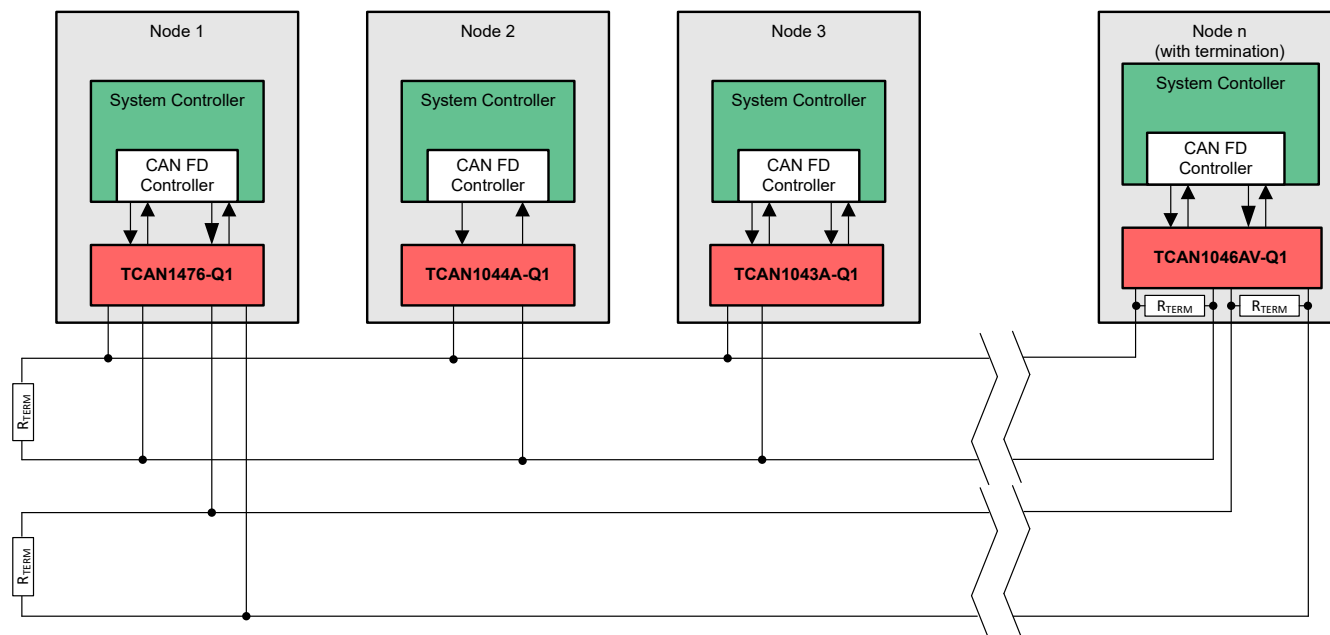 Node 1
System Controller
CAN FD
Controller
TCAN1476-Q1
Node 2
System Controller
CAN FD
Controller
TCAN1044A-Q1
Node 3
System Controller
CAN FD
Controller
TCAN1043A-Q1
Node n
(with termination)
System Controller
CAN FD
Controller
TCAN1046AV-Q1
RTERM
RTERM
RTERM
RTERM